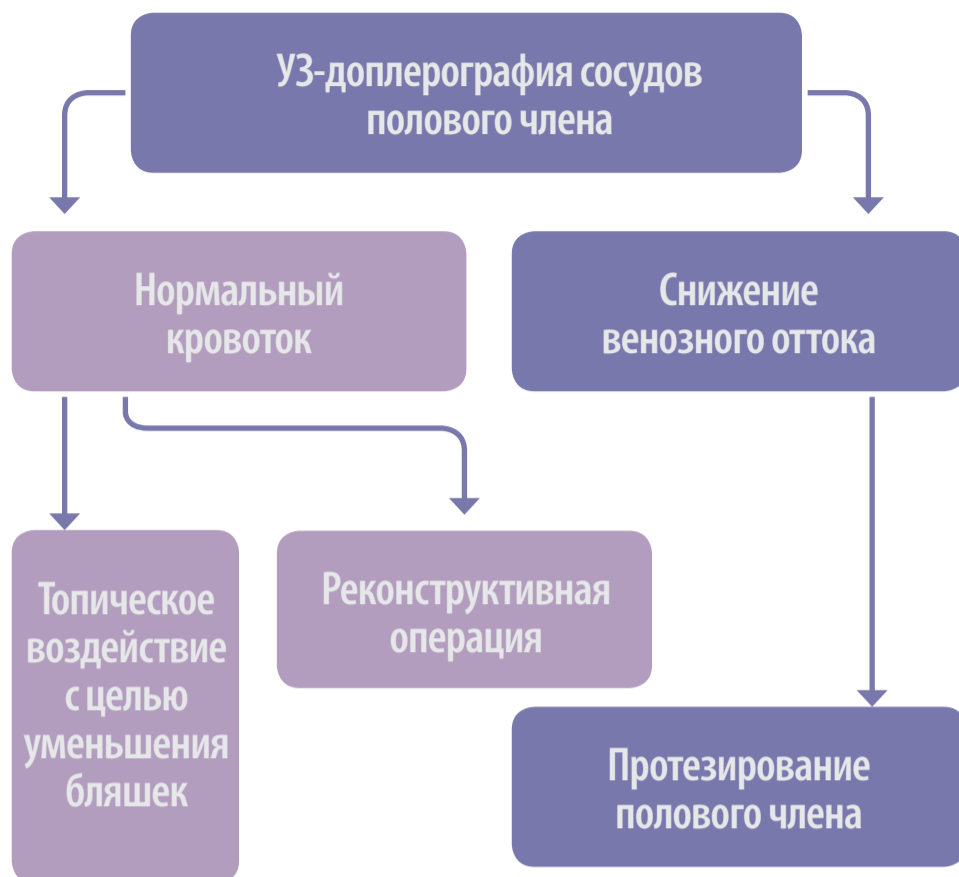 УЗ-доплерография сосудов
полового члена
Нормальный
кровоток
Снижение
венозного оттока
Топическое
воздействие
с целью
уменьшения
бляшек
Реконструктивная
операция
Протезирование
полового члена